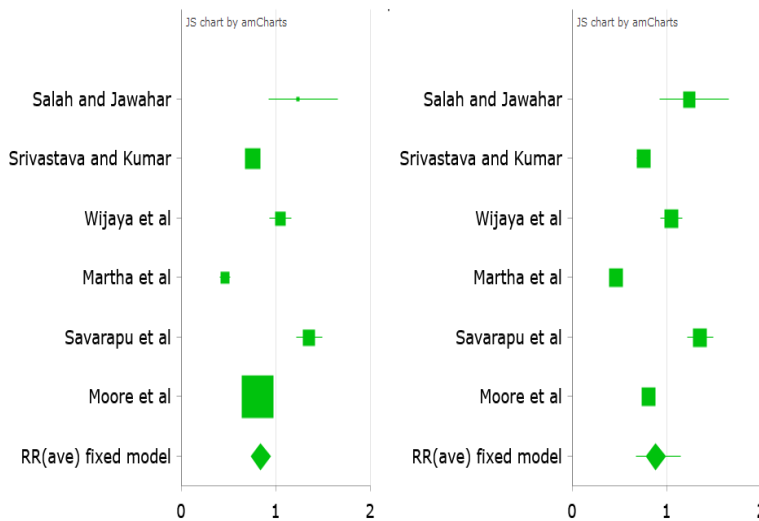 JS chart by amCharts
Salah and Jawahar
Srivastava and Kumar
Wijaya et al
Martha et al
Savarapu et al
Moore et al
RR(ave) fixed model
0 1 2
JS chart by amCharts
Salah and Jawahar
Srivastava and Kumar
Wijaya et al
Martha et al
Savarapu et al
Moore et al
RR(ave) fixed model
0 1 2